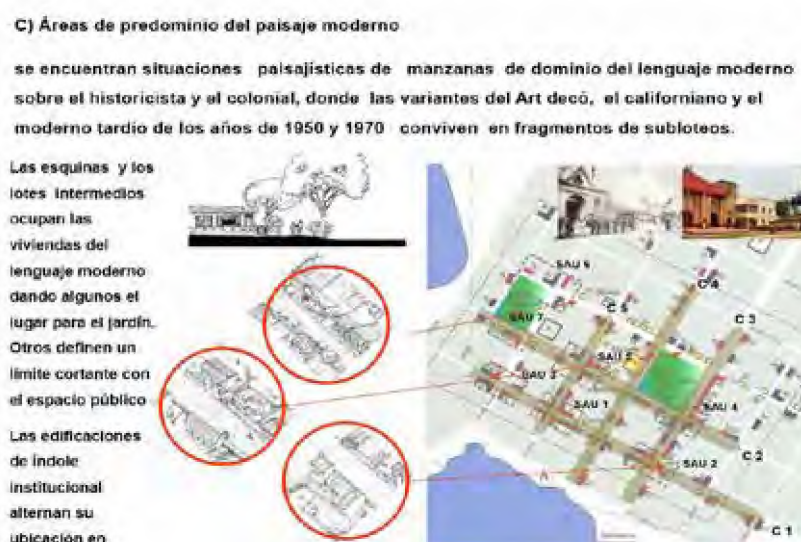 C) Áreas de predominio del paisaje moderno
se encuentran situaciones paisajísticas de manzanas de dominio del lenguaje moderno
sobre el historicista y el colonial, donde las variantes del Art decó, el californiano y el
moderno tardio de los años de 1950 y 1970 conviven en fragmentos de subloteos.
Las esquinas y los
lotes intermedios
ocupan las
viviendas del
lenguaje moderno
dando algunos el
lugar para el jardín.
Otros definen un
límite cortante con
el espacio público
Las edificaciones
de índole
institucional
alternan su
ubicación en
SAU 6
C 4
SAU 7
C 5
C 3
SAU 5
SAU 3
SAU 1
SAU 4
SAU 2
C 2
A
C 1